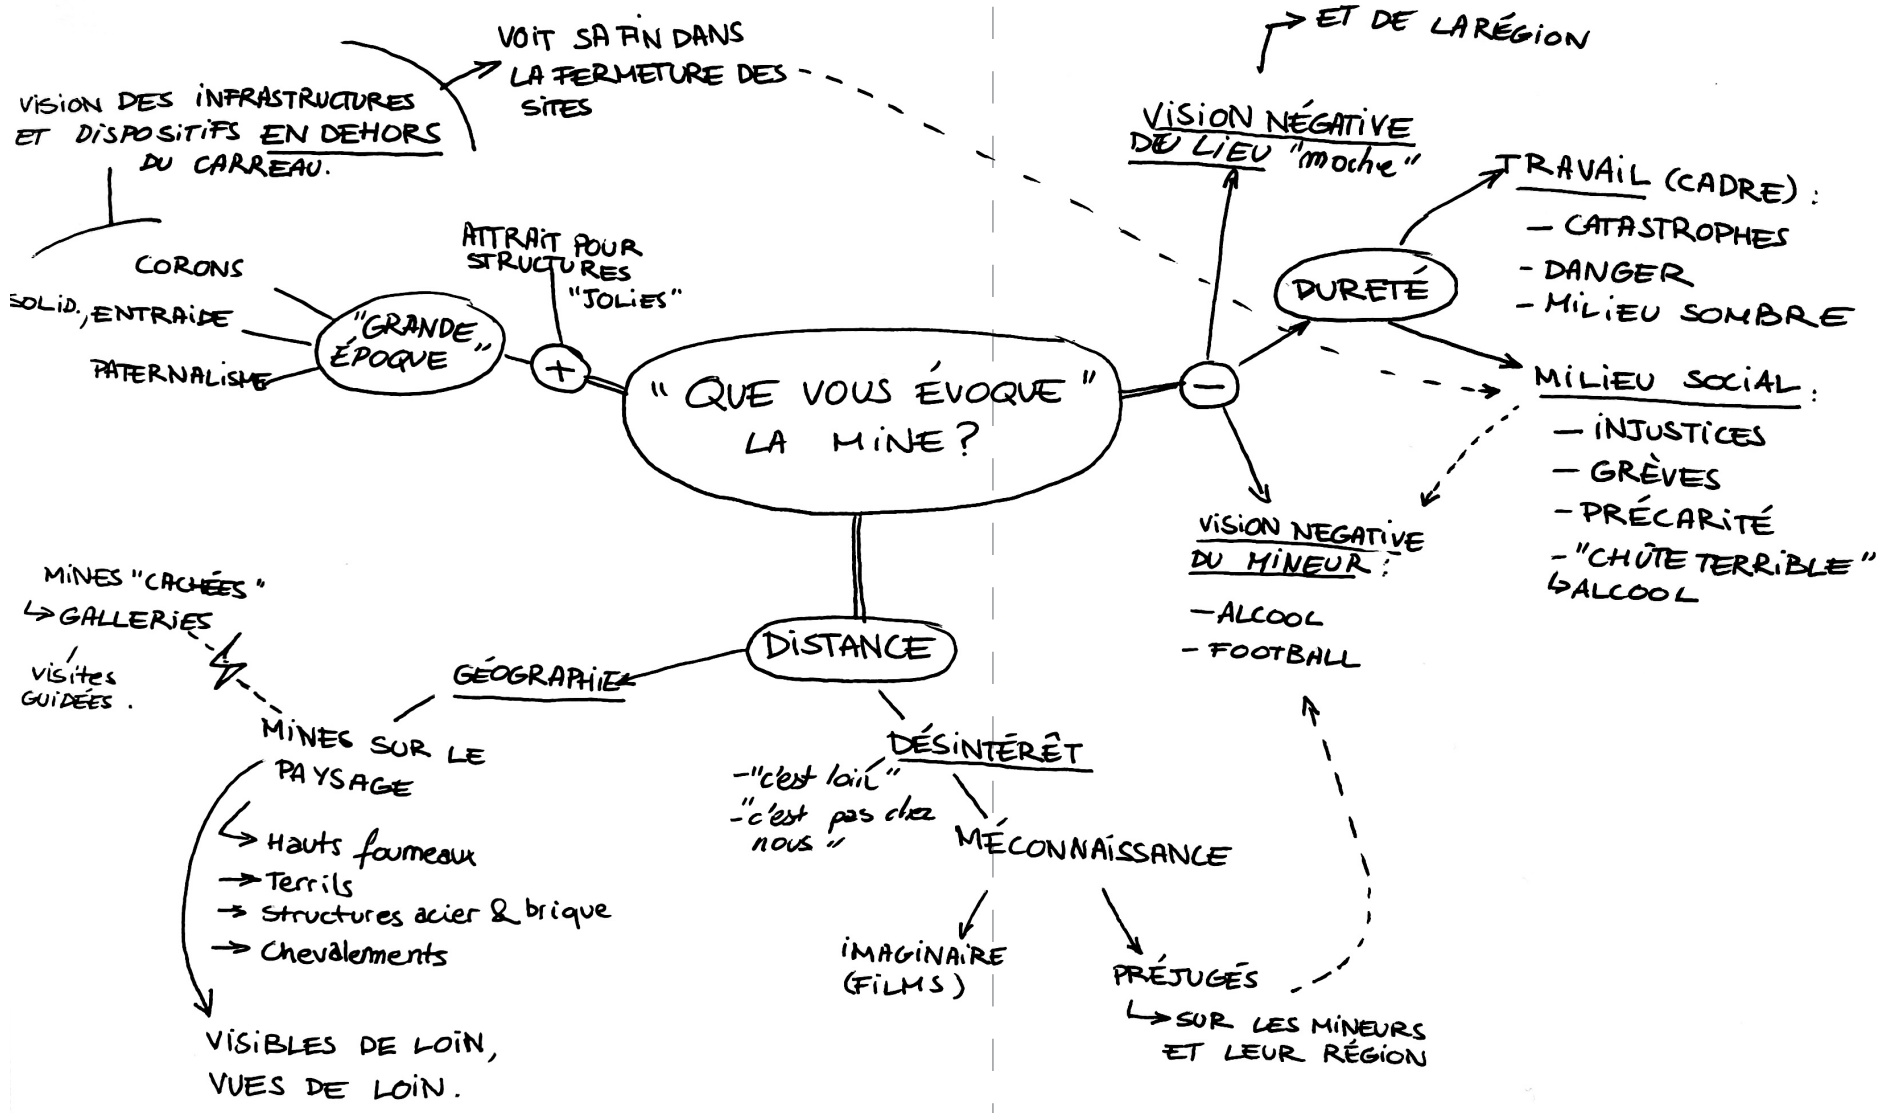 VOIT SA FIN DANS
LA FERMETURE DES
SITES
VISION DES INFRASTRUCTURES
ET DISPOSITIFS EN DEHORS
DU CARREAU.
CORONS
SOLID., ENTRAIDE
PATERNALISME
"GRANDE
ÉPOQUE"
ATTRAIT POUR
STRUCTURES
"JOLIES"
+
"QUE VOUS ÉVOQUE"
LA MINE?
−
ET DE LA RÉGION
VISION NÉGATIVE
DU LIEU "moche"
DURETÉ
TRAVAIL (CADRE) :
- CATASTROPHES
- DANGER
- MILIEU SOMBRE
MILIEU SOCIAL :
- INJUSTICES
- GRÈVES
- PRÉCARITÉ
- "CHÛTE TERRIBLE"
↳ ALCOOL
VISION NEGATIVE
DU MINEUR :
- ALCOOL
- FOOTBALL
DISTANCE
GÉOGRAPHIE
MINES "CACHÉES"
↳ GALLERIES
visites
GUIDÉES.
MINES SUR LE
PAYSAGE
↳ Hauts fourneaux
→ Terrils
→ Structures acier & brique
→ Chevalements
VISIBLES DE LOIN,
VUES DE LOIN.
DÉSINTÉRÊT
- "c'est loin"
- "c'est pas chez
nous"
MÉCONNAISSANCE
IMAGINAIRE
(FILMS)
PRÉJUGÉS
↳ SUR LES MINEURS
ET LEUR RÉGION